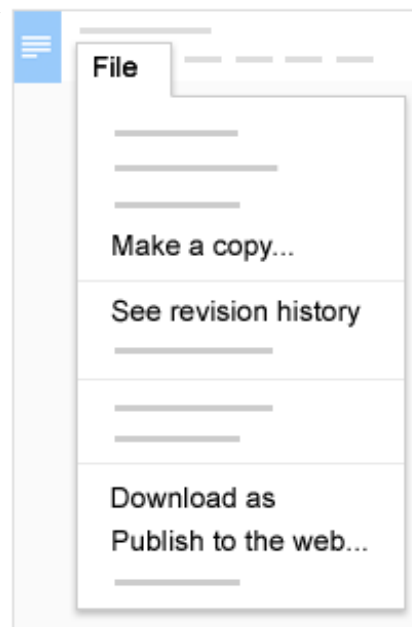 File
Make a copy...
See revision history
Download as
Publish to the web...